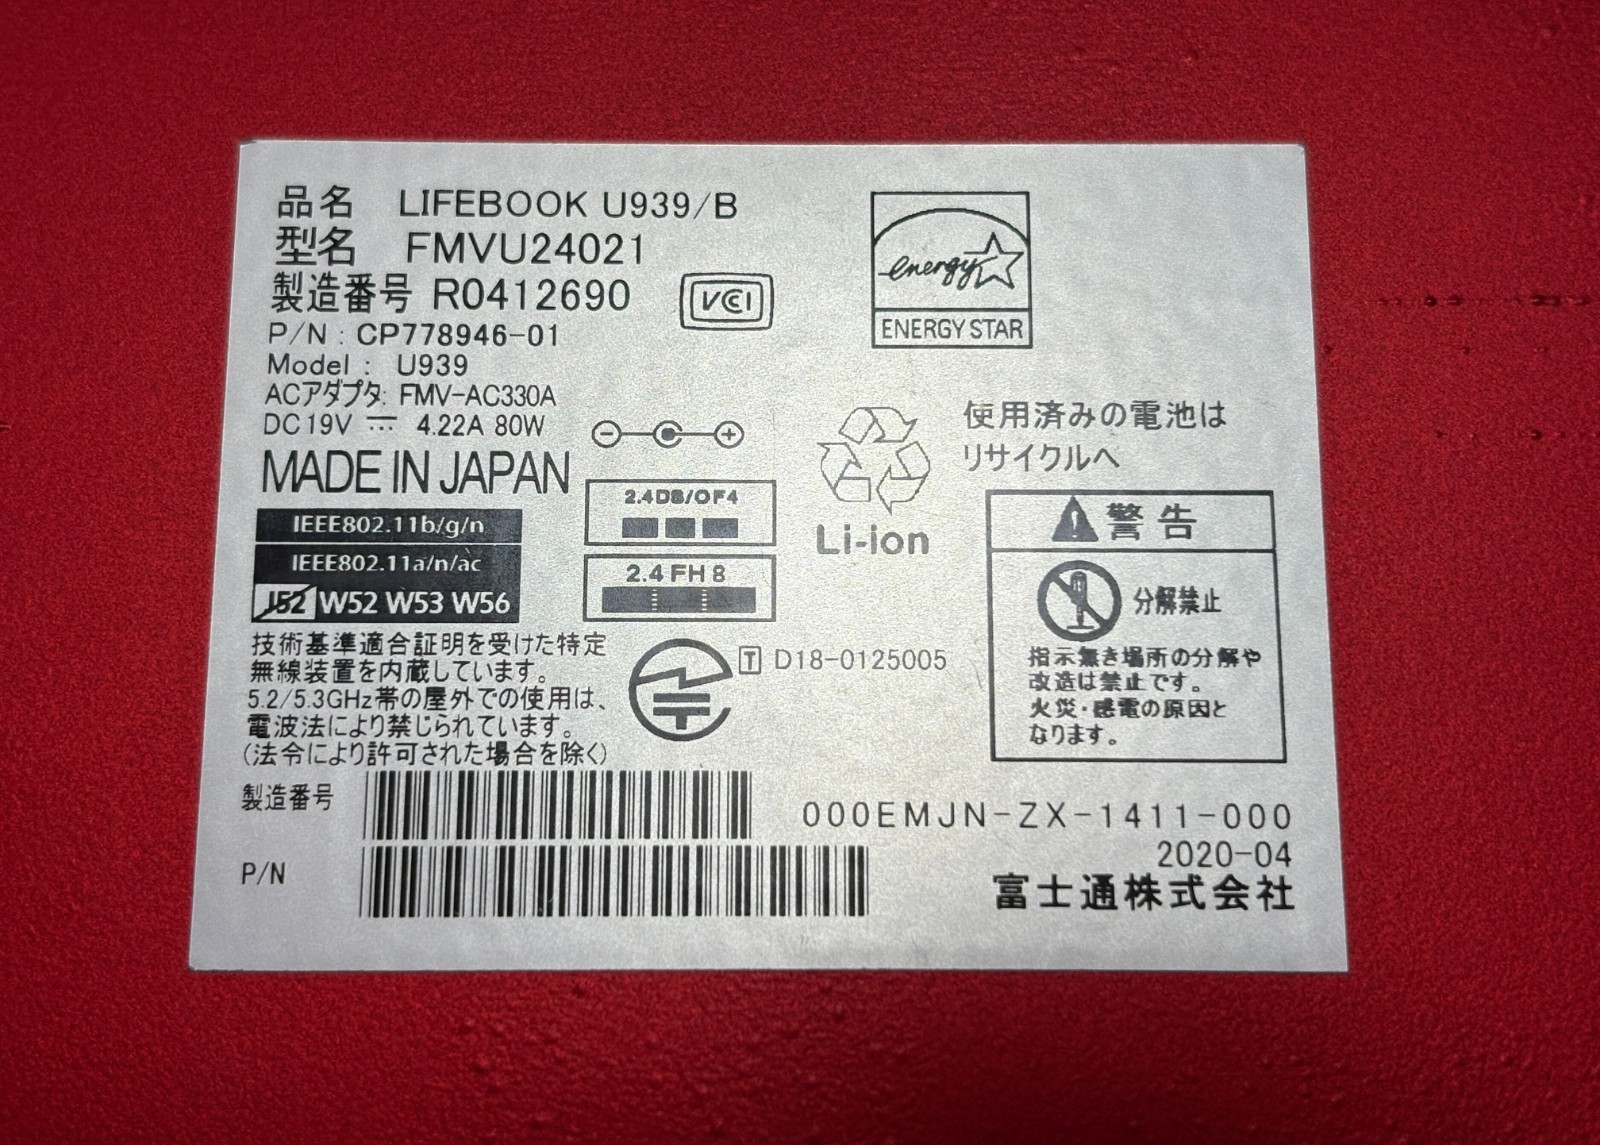 品名 LIFEBOOK U939/B
型名 FMVU24021
製造番号 R0412690
VCCI
P/N : CP778946-01
Model : U939
ACアダプタ: FMV-AC330A
DC19V ⎓ 4.22A 80W
MADE IN JAPAN
energy
ENERGY STAR
IEEE802.11b/g/n
IEEE802.11a/n/ac
J52 W52 W53 W56
2.4DS/OF4
2.4FH8
使用済みの電池は
リサイクルへ
Li-ion
警告
分解禁止
指示無き場所の分解や
改造は禁止です。
火災・感電の原因と
なります。
技術基準適合証明を受けた特定
無線装置を内蔵しています。
5.2/5.3GHz帯の屋外での使用は、
電波法により禁じられています。
(法令により許可された場合を除く)
T D18-0125005
製造番号
P/N
000EMJN-ZX-1411-000
2020-04
富士通株式会社